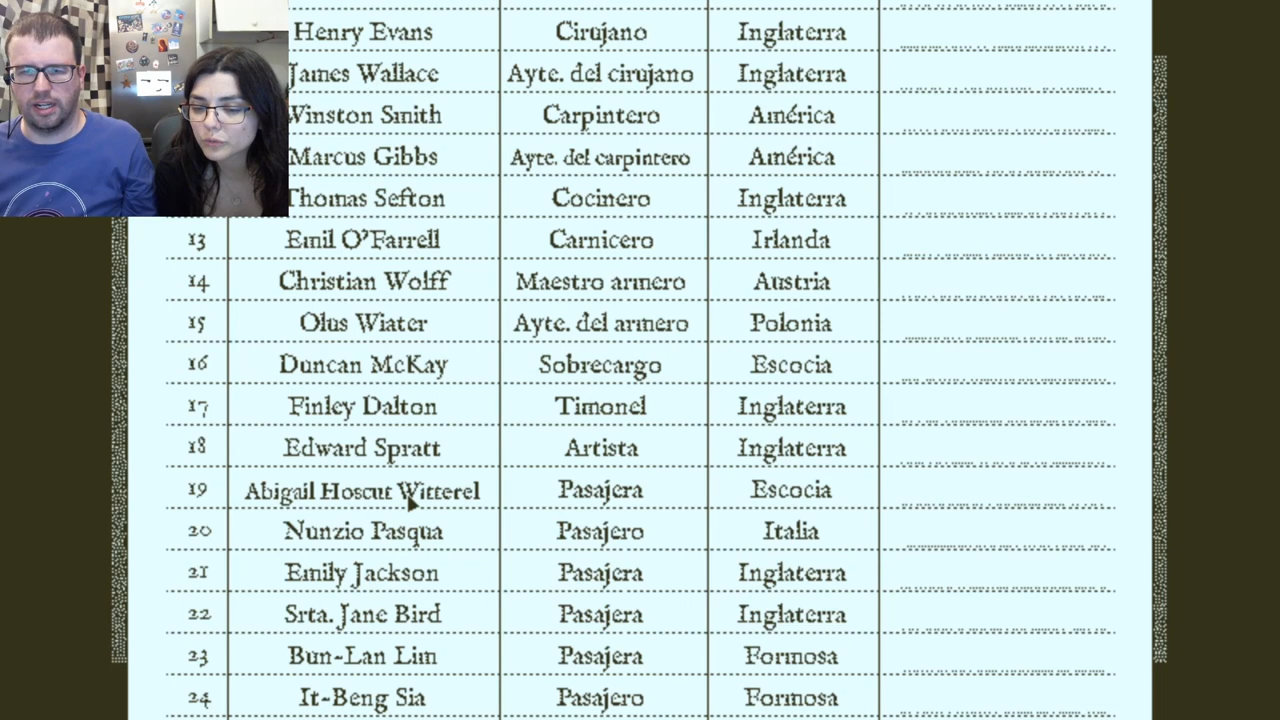 Henry Evans Cirujano Inglaterra
James Wallace Ayte. del cirujano Inglaterra
Winston Smith Carpintero América
Marcus Gibbs Ayte. del carpintero América
Thomas Sefton Cocinero Inglaterra
13 Emil O'Farrell Carnicero Irlanda
14 Christian Wolff Maestro armero Austria
15 Olus Wiater Ayte. del armero Polonia
16 Duncan McKay Sobrecargo Escocia
17 Finley Dalton Timonel Inglaterra
18 Edward Spratt Artista Inglaterra
19 Abigail Hoscut Witterel Pasajera Escocia
20 Nunzio Pasqua Pasajero Italia
21 Emily Jackson Pasajera Inglaterra
22 Srta. Jane Bird Pasajera Inglaterra
23 Bun-Lan Lim Pasajera Formosa
24 It-Beng Sia Pasajero Formosa